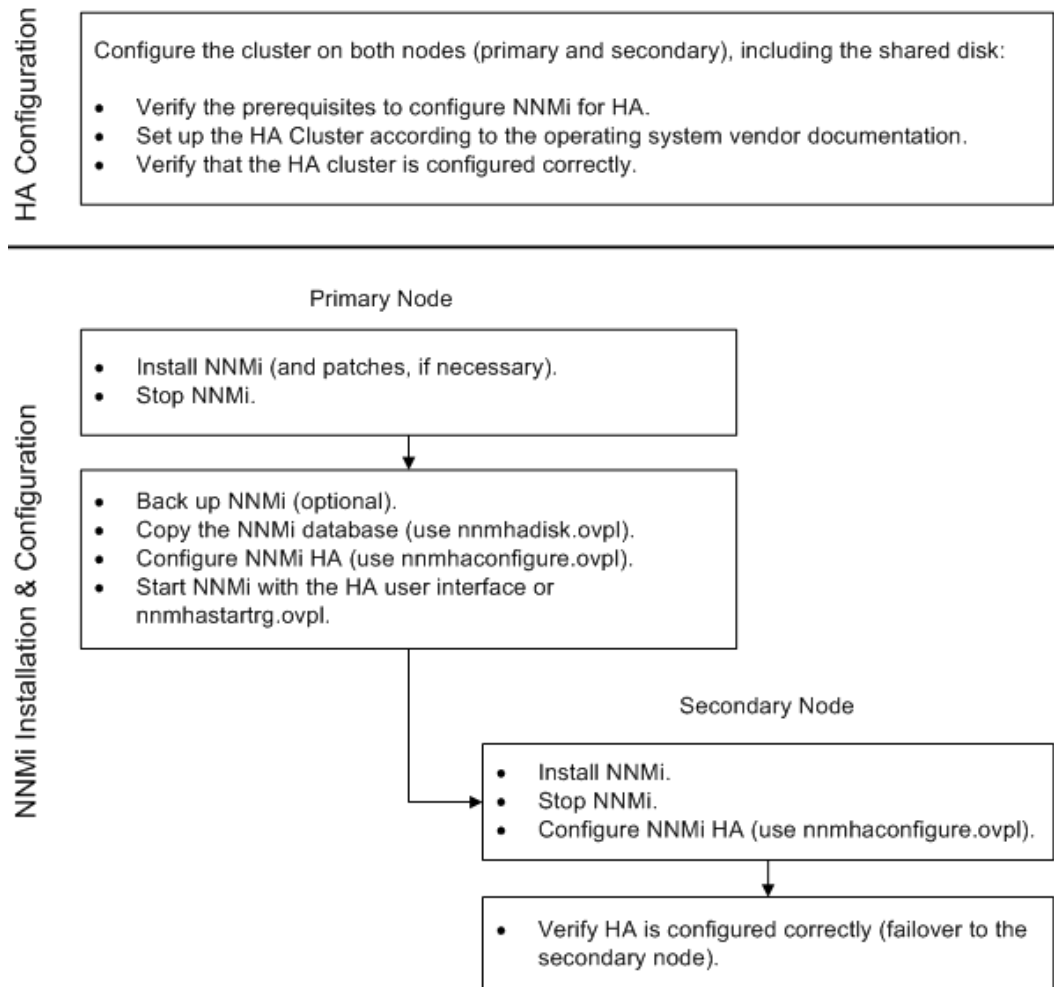 HA Configuration
Configure the cluster on both nodes (primary and secondary), including the shared disk:
• Verify the prerequisites to configure NNMi for HA.
• Set up the HA Cluster according to the operating system vendor documentation.
• Verify that the HA cluster is configured correctly.
NNMi Installation & Configuration
Primary Node
• Install NNMi (and patches, if necessary).
• Stop NNMi.
• Back up NNMi (optional).
• Copy the NNMi database (use nnmhadisk.ovpl).
• Configure NNMi HA (use nnmhaconfigure.ovpl).
• Start NNMi with the HA user interface or
nnmhastartrg.ovpl.
Secondary Node
• Install NNMi.
• Stop NNMi.
• Configure NNMi HA (use nnmhaconfigure.ovpl).
• Verify HA is configured correctly (failover to the
secondary node).